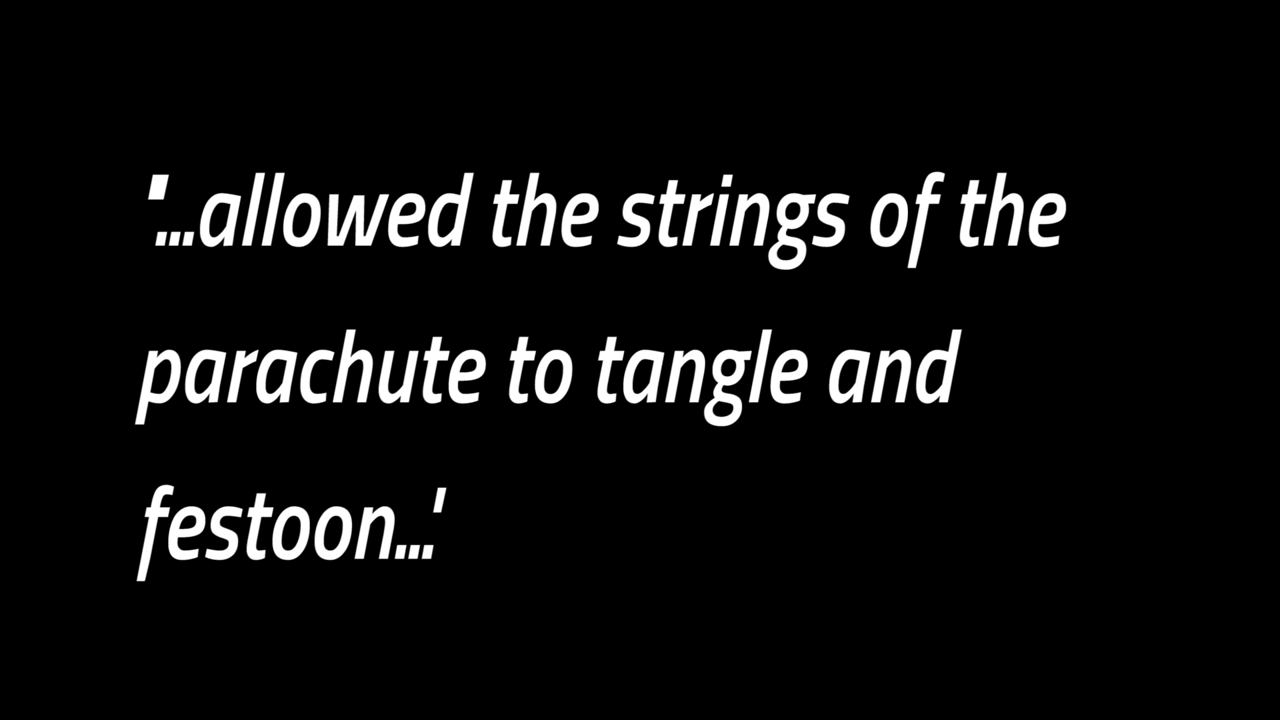 '...allowed the strings of the
parachute to tangle and
festoon...'